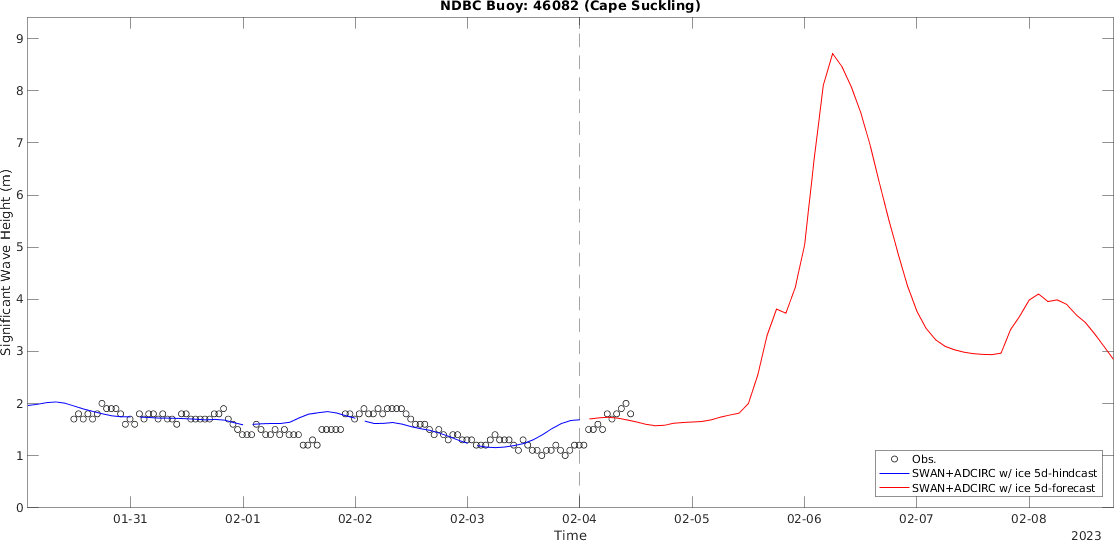 NDBC Buoy: 46082 (Cape Suckling)
Significant Wave Height (m)
9
8
7
6
5
4
3
2
1
0
Obs.
SWAN+ADCIRC w/ ice 5d-hindcast
SWAN+ADCIRC w/ ice 5d-forecast
01-31 02-01 02-02 02-03 02-04 02-05 02-06 02-07 02-08
Time
2023